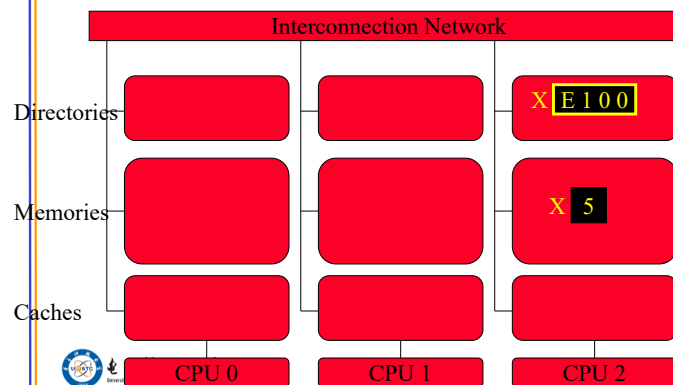 Interconnection Network
Directories
X E 1 0 0
Memories
X 5
Caches
CPU 0
CPU 1
CPU 2